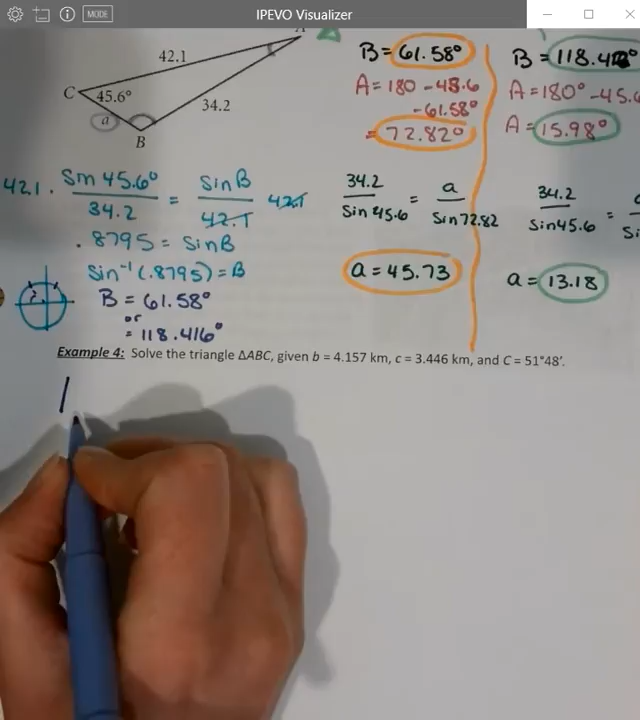 IPEVO Visualizer
MODE
42.1
C
45.6°
a
34.2
B
B = 61.58°
A = 180 - 45.6
- 61.58°
= 72.82°
B = 118.42°
A = 180° - 45.6
A = 15.98°
42.1 · Sin 45.6° / 34.2 = Sin B / 42.1 42.1
.8795 = Sin B
Sin⁻¹(.8795) = B
B = 61.58°
or
= 118.416°
34.2 / Sin 45.6 = a / Sin 72.82
a = 45.73
34.2 / Sin 45.6 =
a = 13.18
Example 4: Solve the triangle ΔABC, given b = 4.157 km, c = 3.446 km, and C = 51°48'.